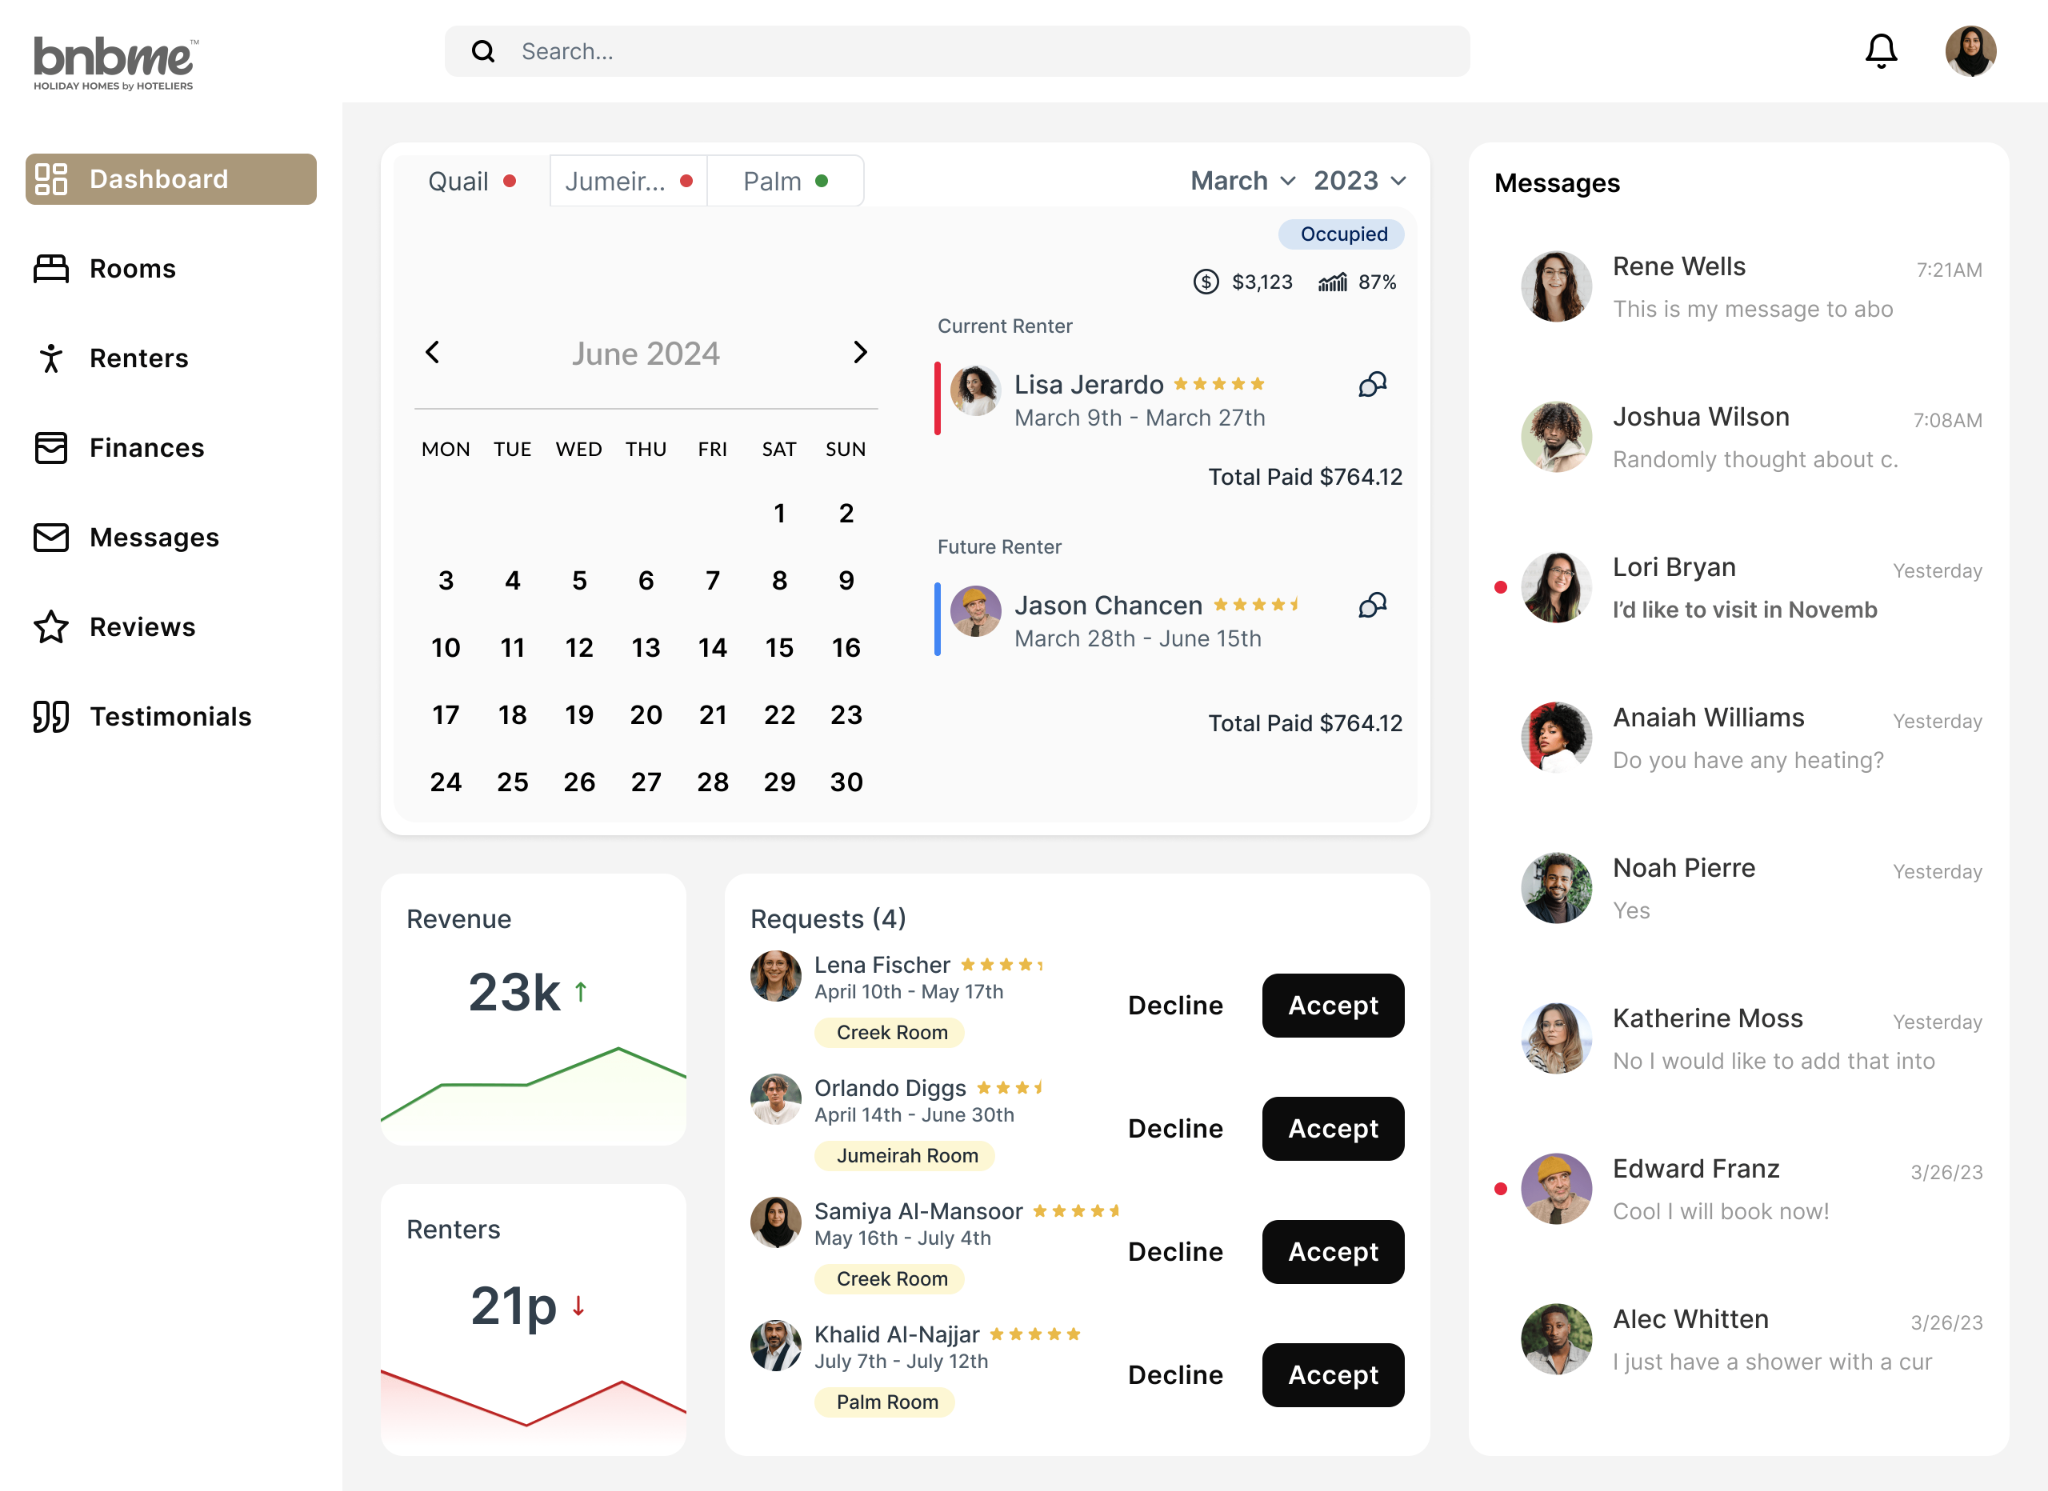 bnbme™
HOLIDAY HOMES by HOTELIERS
Search...
Dashboard
Rooms
Renters
Finances
Messages
Reviews
Testimonials
Quail
Jumeir...
Palm
March
2023
Occupied
$3,123
87%
June 2024
MON TUE WED THU FRI SAT SUN
1 2
3 4 5 6 7 8 9
10 11 12 13 14 15 16
17 18 19 20 21 22 23
24 25 26 27 28 29 30
Current Renter
Lisa Jerardo
March 9th - March 27th
Total Paid $764.12
Future Renter
Jason Chancen
March 28th - June 15th
Total Paid $764.12
Revenue
23k
Renters
21p
Requests (4)
Lena Fischer
April 10th - May 17th
Creek Room
Decline
Accept
Orlando Diggs
April 14th - June 30th
Jumeirah Room
Decline
Accept
Samiya Al-Mansoor
May 16th - July 4th
Creek Room
Decline
Accept
Khalid Al-Najjar
July 7th - July 12th
Palm Room
Decline
Accept
Messages
Rene Wells
7:21AM
This is my message to abo
Joshua Wilson
7:08AM
Randomly thought about c.
Lori Bryan
Yesterday
I'd like to visit in Novemb
Anaiah Williams
Yesterday
Do you have any heating?
Noah Pierre
Yesterday
Yes
Katherine Moss
Yesterday
No I would like to add that into
Edward Franz
3/26/23
Cool I will book now!
Alec Whitten
3/26/23
I just have a shower with a cur